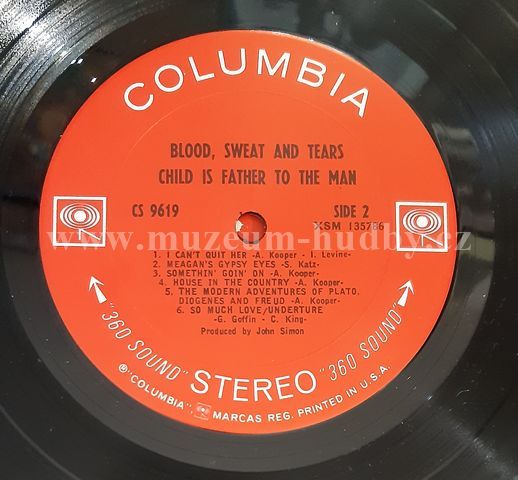 COLUMBIA
BLOOD, SWEAT AND TEARS
CHILD IS FATHER TO THE MAN
CS 9619
SIDE 2
XSM 135786
www.muzeum-hudby.cz
1. I CAN'T QUIT HER -A. Kooper - I. Levine-
2. MEAGAN'S GYPSY EYES -S. Katz-
3. SOMETHIN' GOIN' ON -A. Kooper-
4. HOUSE IN THE COUNTRY -A. Kooper-
5. THE MODERN ADVENTURES OF PLATO,
DIOGENES AND FREUD -A. Kooper-
6. SO MUCH LOVE/UNDERTURE
-G. Goffin - C. King-
Produced by John Simon
"360 SOUND" STEREO "360 SOUND"
℗ "COLUMBIA", MARCAS REG. PRINTED IN U.S.A.